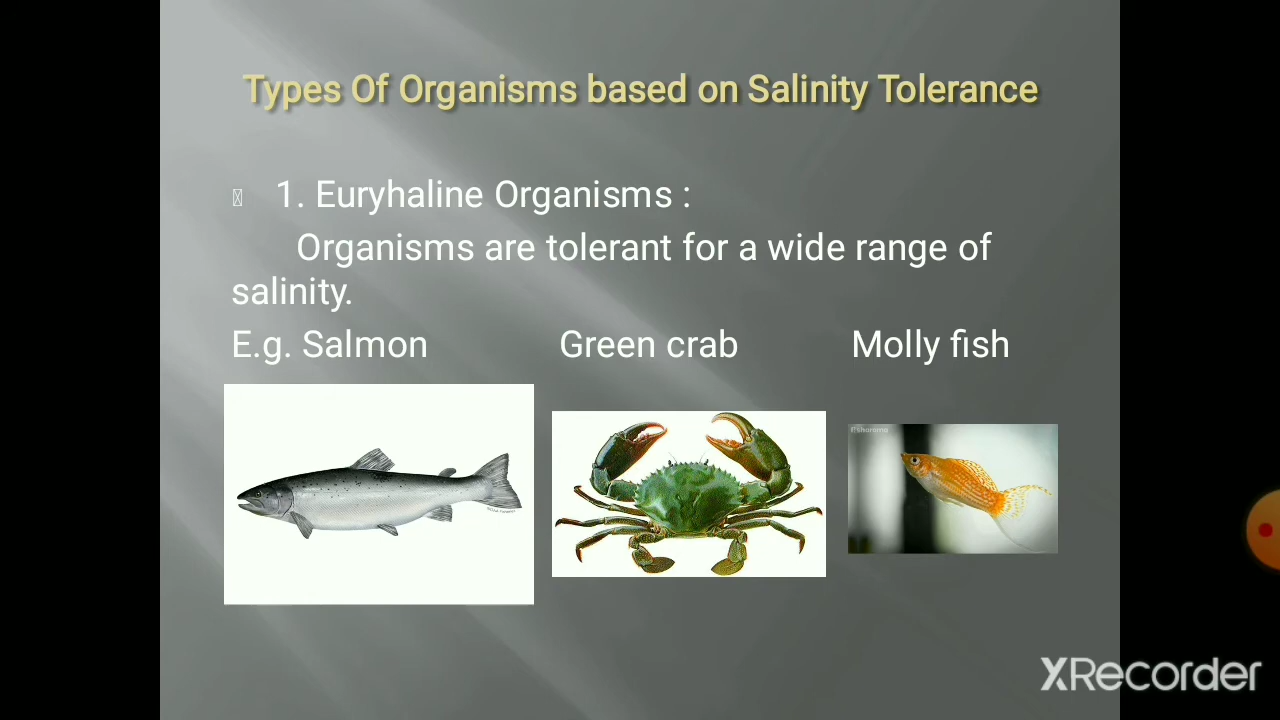 Types Of Organisms based on Salinity Tolerance
1. Euryhaline Organisms :
Organisms are tolerant for a wide range of
salinity.
E.g. Salmon Green crab Molly fish
XRecorder